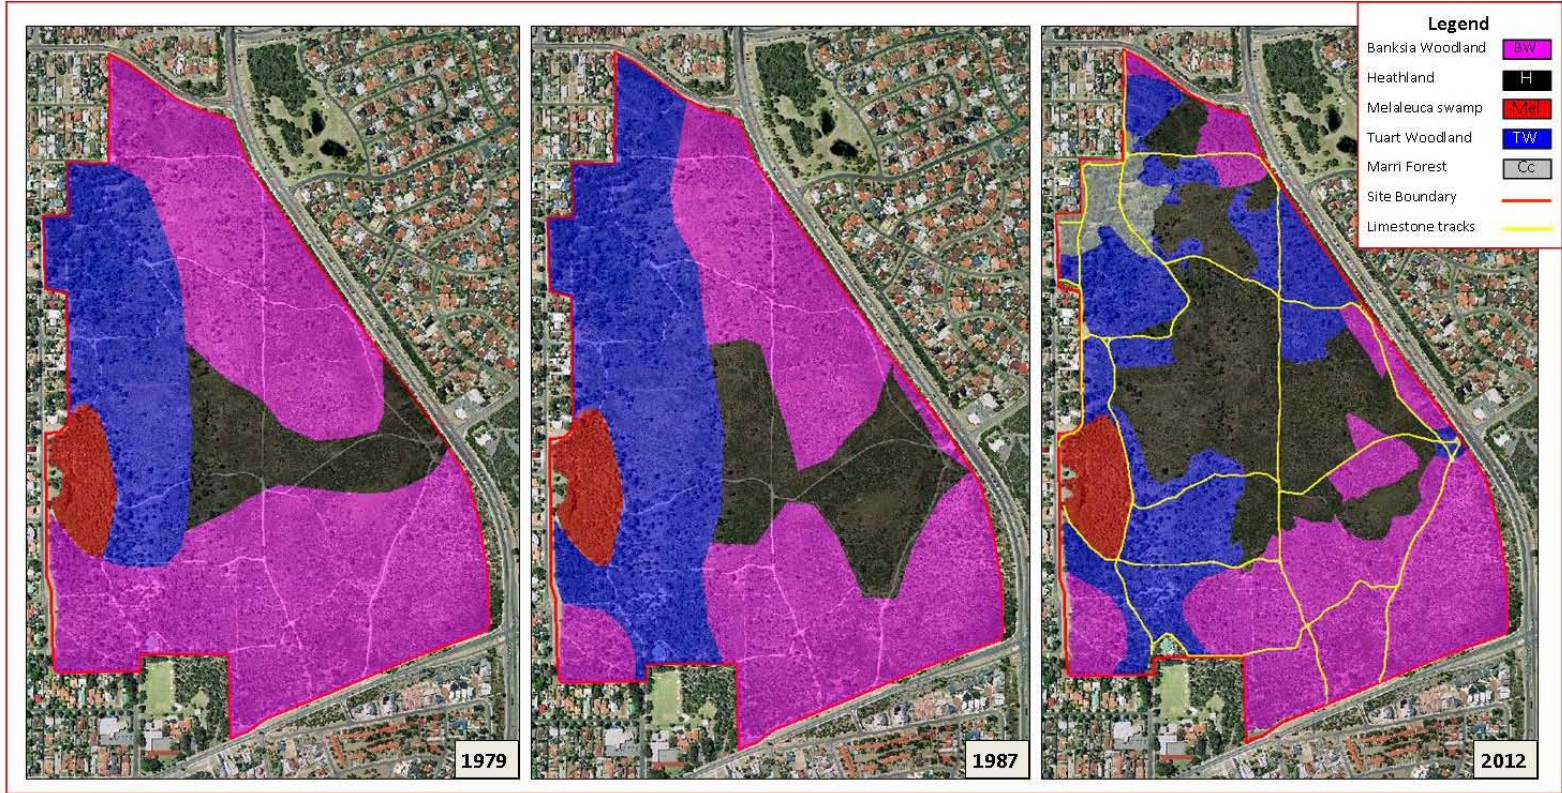 Legend
Banksia Woodland BW
Heathland H
Melaleuca swamp Mel
Tuart Woodland TW
Marri Forest Cc
Site Boundary
Limestone tracks
1979
1987
2012